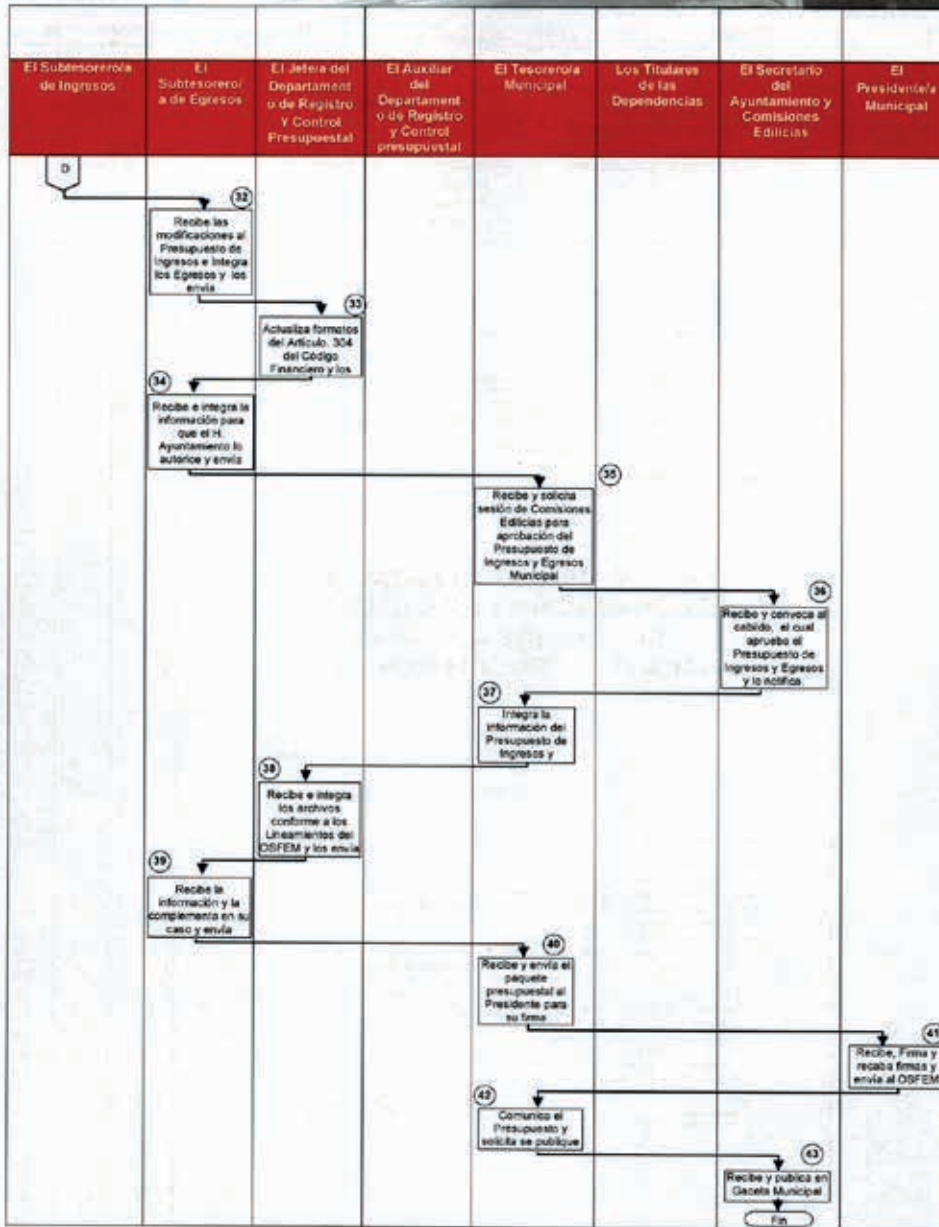 El Subtesorero/a
de Ingresos
El
Subtesorero/
a de Egresos
El Jefe/a del
Departament
o de Registro
Y Control
Presupuestal
El Auxiliar
del
Departament
o de Registro
y Control
presupuestal
El Tesorero/a
Municipal
Los Titulares
de las
Dependencias
El Secretario
del
Ayuntamiento y
Comisiones
Edilicias
El
Presidente/a
Municipal
D
32
Recibe las
modificaciones al
Presupuesto de
Ingresos e Integra
los Egresos y los
envía
33
Actualiza formatos
del Artículo. 304
del Código
Financiero y los
34
Recibe e integra la
información para
que el H.
Ayuntamiento lo
autorice y envía
35
Recibe y solicita
sesión de Comisiones
Edilicias para
aprobación del
Presupuesto de
Ingresos y Egresos
Municipal
36
Recibe y convoca al
cabildo, el cual
aprueba el
Presupuesto de
Ingresos y Egresos
y lo notifica.
37
Integra la
información del
Presupuesto de
Ingresos y
38
Recibe e integra
los archivos
conforme a los
Lineamientos del
OSFEM y los envía
39
Recibe la
información y la
complementa en su
caso y envía
40
Recibe y envía el
paquete
presupuestal al
Presidente para
su firma
41
Recibe, Firma y
recaba firmas y
envía al OSFEM
42
Comunica el
Presupuesto y
solicita se publique
43
Recibe y publica en
Gaceta Municipal
Fin